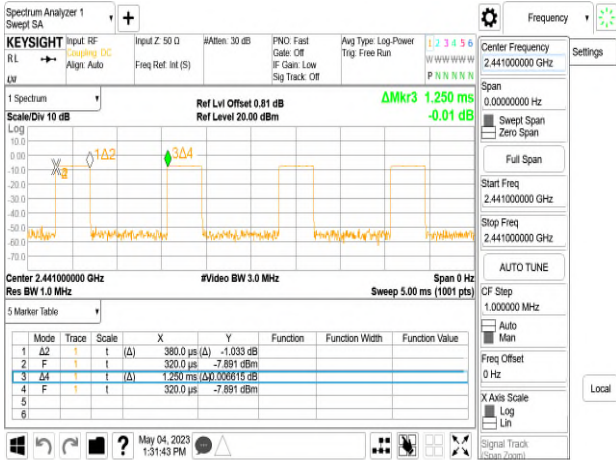 Spectrum Analyzer 1
Swept SA
+
Frequency
KEYSIGHT
RL
Input: RF
Coupling: DC
Align: Auto
Input Z: 50 Ω
Freq Ref: Int (S)
#Atten: 30 dB
PNO: Fast
Gate: Off
IF Gain: Low
Sig Track: Off
Avg Type: Log-Power
Trig: Free Run
1 2 3 4 5 6
W W W W W W
P N N N N N
1 Spectrum
Scale/Div 10 dB
Ref Lvl Offset 0.81 dB
Ref Level 20.00 dBm
ΔMkr3 1.250 ms
-0.01 dB
Log
10.0
0.00
-10.0
-20.0
-30.0
-40.0
-50.0
-60.0
-70.0
1Δ2
3Δ4
Center 2.441000000 GHz
Res BW 1.0 MHz
#Video BW 3.0 MHz
Span 0 Hz
Sweep 5.00 ms (1001 pts)
5 Marker Table
Mode Trace Scale X Y Function Function Width Function Value
1 Δ2 1 t (Δ) 380.0 µs (Δ) -1.033 dB
2 F 1 t 320.0 µs -7.891 dBm
3 Δ4 1 t (Δ) 1.250 ms (Δ) -0.006615 dB
4 F 1 t 320.0 µs -7.891 dBm
5
6
?
May 04, 2023
1:31:43 PM
Center Frequency
2.441000000 GHz
Settings
Span
0.00000000 Hz
Swept Span
Zero Span
Full Span
Start Freq
2.441000000 GHz
Stop Freq
2.441000000 GHz
AUTO TUNE
CF Step
1.000000 MHz
Auto
Man
Freq Offset
0 Hz
Local
X Axis Scale
Log
Lin
Signal Track
(Span Zoom)